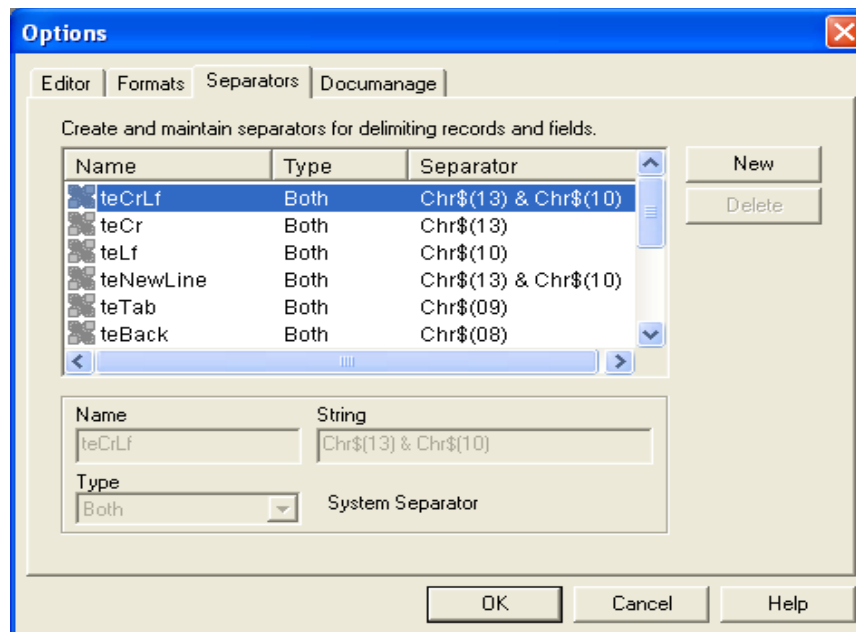 Options
Editor Formats Separators Documanage
Create and maintain separators for delimiting records and fields.
Name Type Separator New
teCrLf Both Chr$(13) & Chr$(10) Delete
teCr Both Chr$(13)
teLf Both Chr$(10)
teNewLine Both Chr$(13) & Chr$(10)
teTab Both Chr$(09)
teBack Both Chr$(08)
Name String
teCrLf Chr$(13) & Chr$(10)
Type
Both System Separator
OK Cancel Help